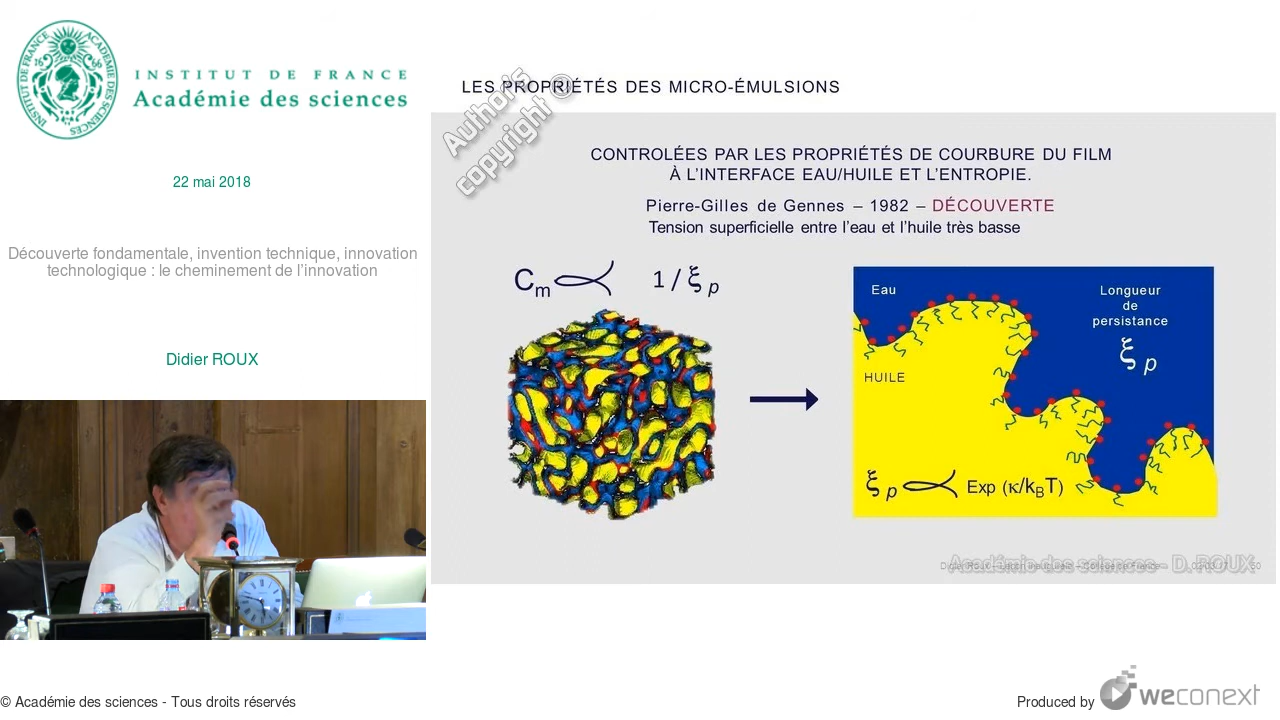 INSTITUT DE FRANCE
Académie des sciences
22 mai 2018
Découverte fondamentale, invention technique, innovation
technologique : le cheminement de l'innovation
Didier ROUX
© Académie des sciences - Tous droits réservés
LES PROPRIÉTÉS DES MICRO-ÉMULSIONS
Author's
copyright ©
CONTROLÉES PAR LES PROPRIÉTÉS DE COURBURE DU FILM
À L'INTERFACE EAU/HUILE ET L'ENTROPIE.
Pierre-Gilles de Gennes – 1982 – DÉCOUVERTE
Tension superficielle entre l'eau et l'huile très basse
Cm ∝ 1 / ξ p
Eau
Longueur
de
persistance
ξ p
HUILE
ξ p ∝ Exp (κ/kBT)
Académie des sciences - D. ROUX
Produced by weconext